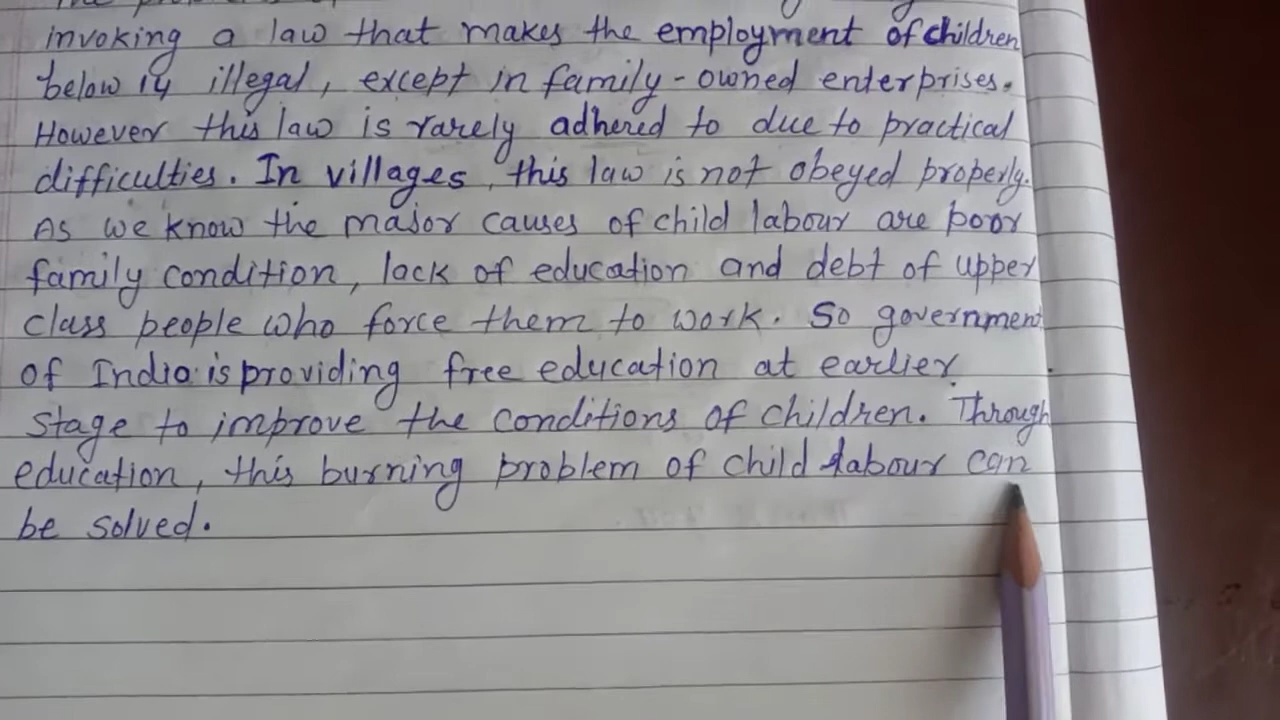 invoking a law that makes the employment of children
below 14 illegal, except in family-owned enterprises.
However this law is rarely adhered to due to practical
difficulties. In villages, this law is not obeyed properly.
As we know the major causes of child labour are poor
family condition, lack of education and debt of upper
class people who force them to work. So government
of India is providing free education at earlier
stage to improve the conditions of children. Through
education, this burning problem of child labour can
be solved.